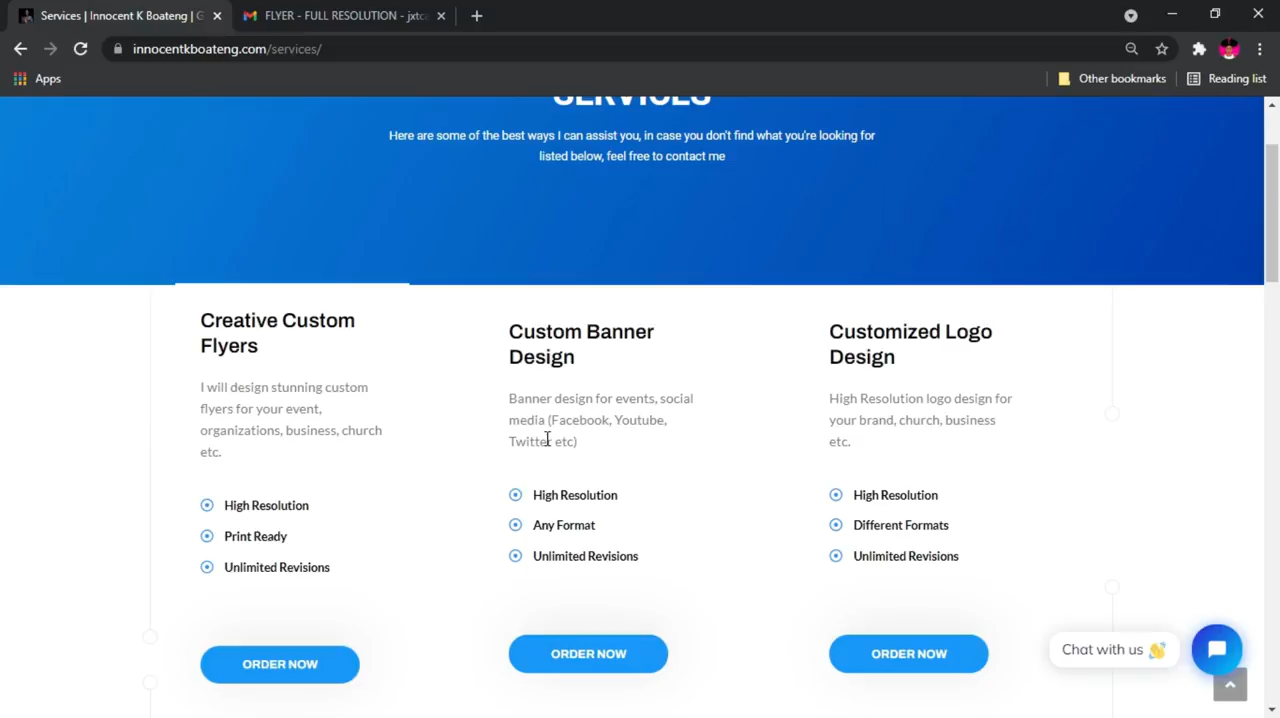 Services | Innocent K Boateng | G
FLYER - FULL RESOLUTION - jxtca
innocentkboateng.com/services/
Apps
Other bookmarks
Reading list
SERVICES
Here are some of the best ways I can assist you, in case you don't find what you're looking for
listed below, feel free to contact me
Creative Custom
Flyers
I will design stunning custom
flyers for your event,
organizations, business, church
etc.
High Resolution
Print Ready
Unlimited Revisions
ORDER NOW
Custom Banner
Design
Banner design for events, social
media (Facebook, Youtube,
Twitter etc)
High Resolution
Any Format
Unlimited Revisions
ORDER NOW
Customized Logo
Design
High Resolution logo design for
your brand, church, business
etc.
High Resolution
Different Formats
Unlimited Revisions
ORDER NOW
Chat with us 👋